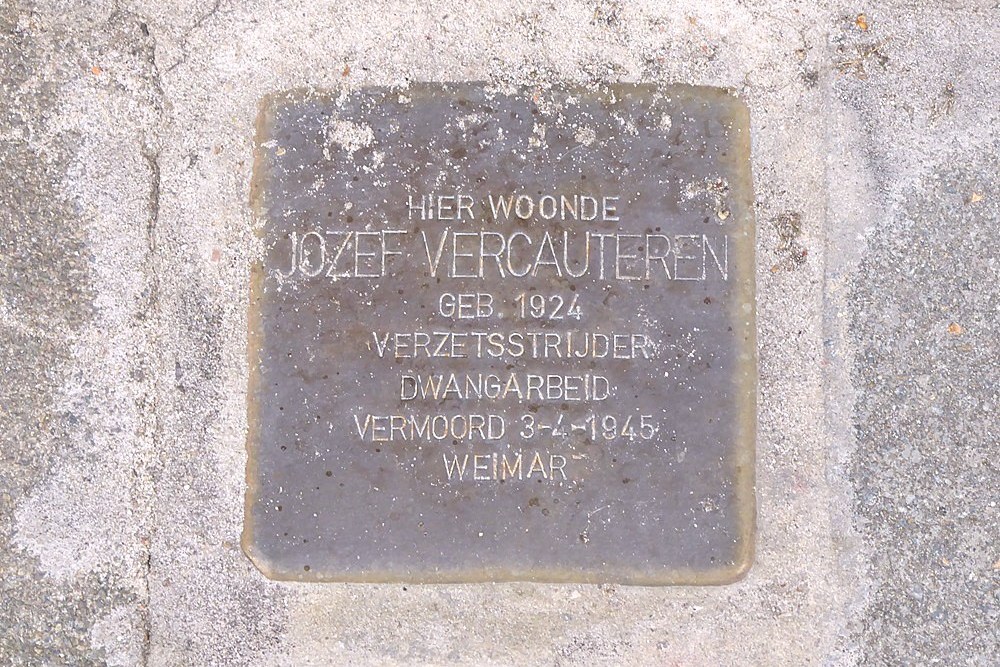 HIER WOONDE
JOZEF VERCAUTEREN
GEB. 1924
VERZETSSTRIJDER
DWANGARBEID
VERMOORD 3-4-1945
WEIMAR